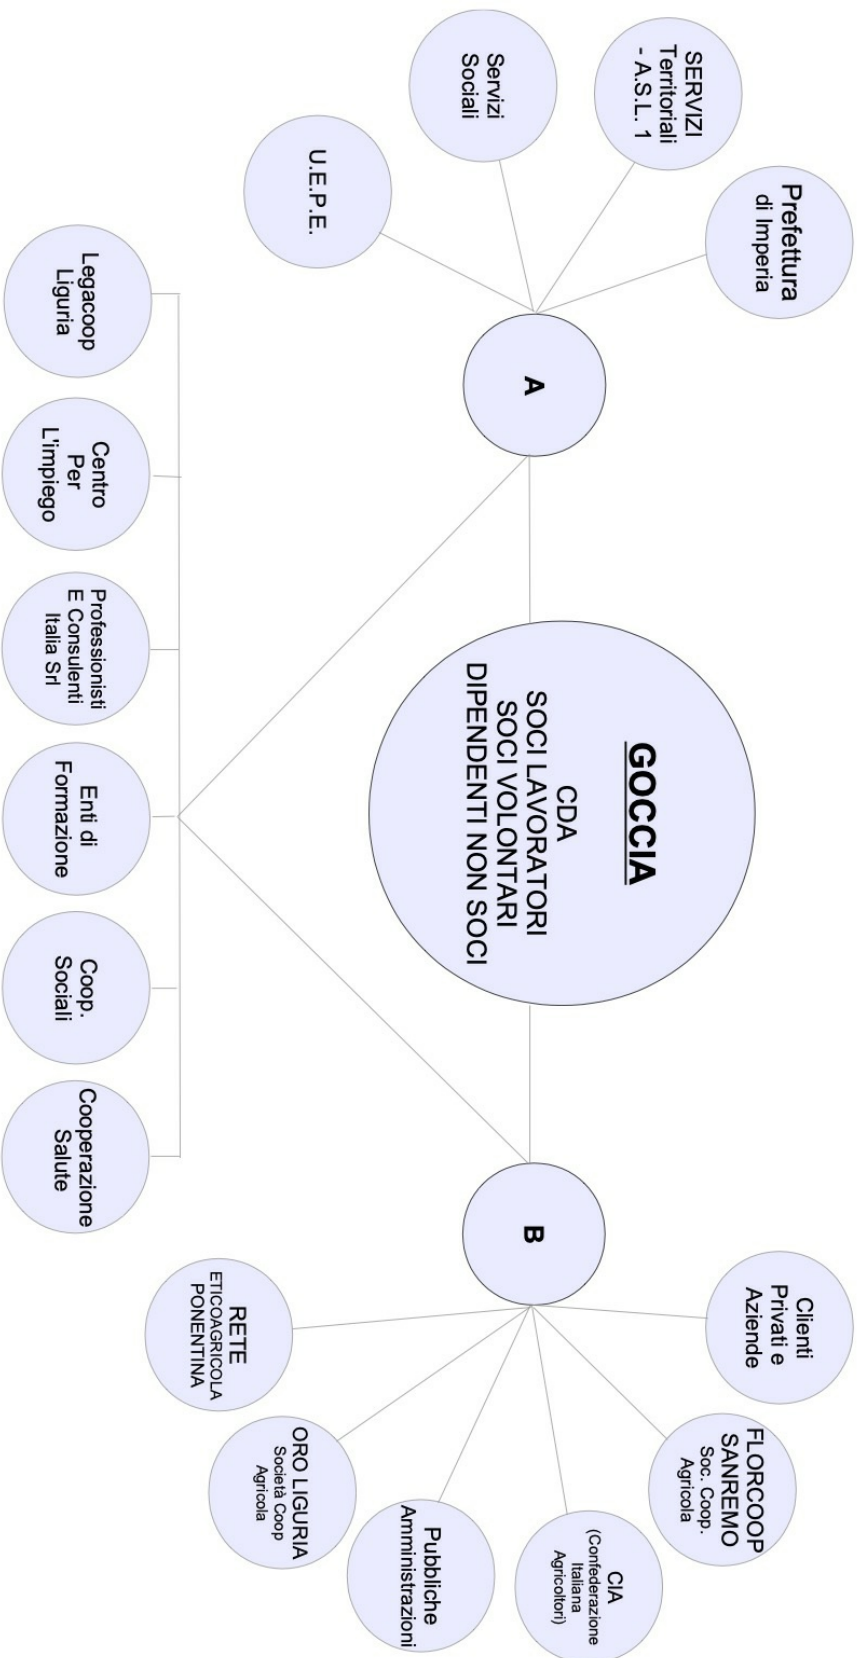 GOCCIA
CDA
SOCI LAVORATORI
SOCI VOLONTARI
DIPENDENTI NON SOCI
A
Prefettura
di Imperia
SERVIZI
Territoriali
- A.S.L. 1
Servizi
Sociali
U.E.P.E.
B
Clienti
Privati e
Aziende
FLORCOOP
SANREMO
Soc. Coop.
Agricola
CIA
(Confederazione
Italiana
Agricoltori)
Pubbliche
Amministrazioni
ORO LIGURIA
Società Coop
Agricola
RETE
ETICOAGRICOLA
PONENTINA
Legacoop
Liguria
Centro
Per
L'impiego
Professionisti
E Consulenti
Italia Srl
Enti di
Formazione
Coop.
Sociali
Cooperazione
Salute